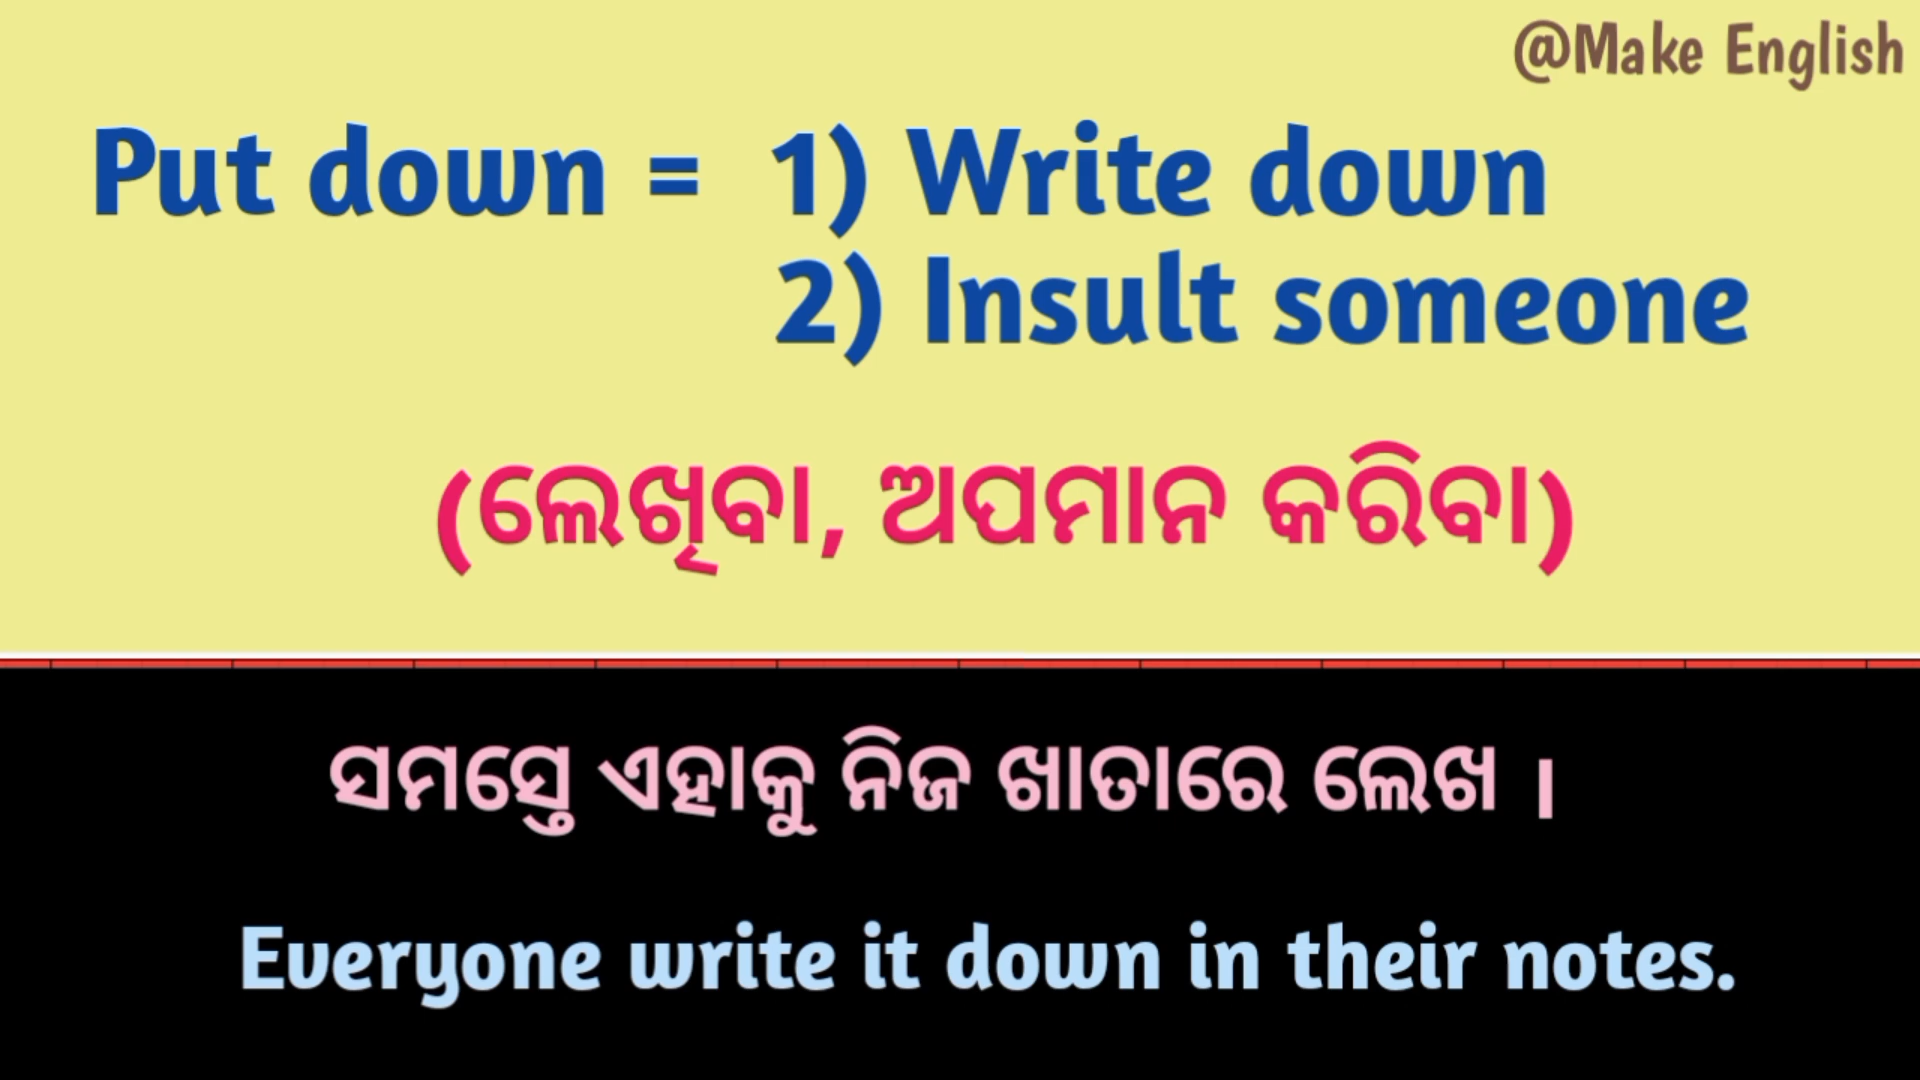 @Make English
Put down = 1) Write down
2) Insult someone
(ଲେଖିବା, ଅପମାନ କରିବା)
ସମସ୍ତେ ଏହାକୁ ନିଜ ଖାତାରେ ଲେଖ ।
Everyone write it down in their notes.